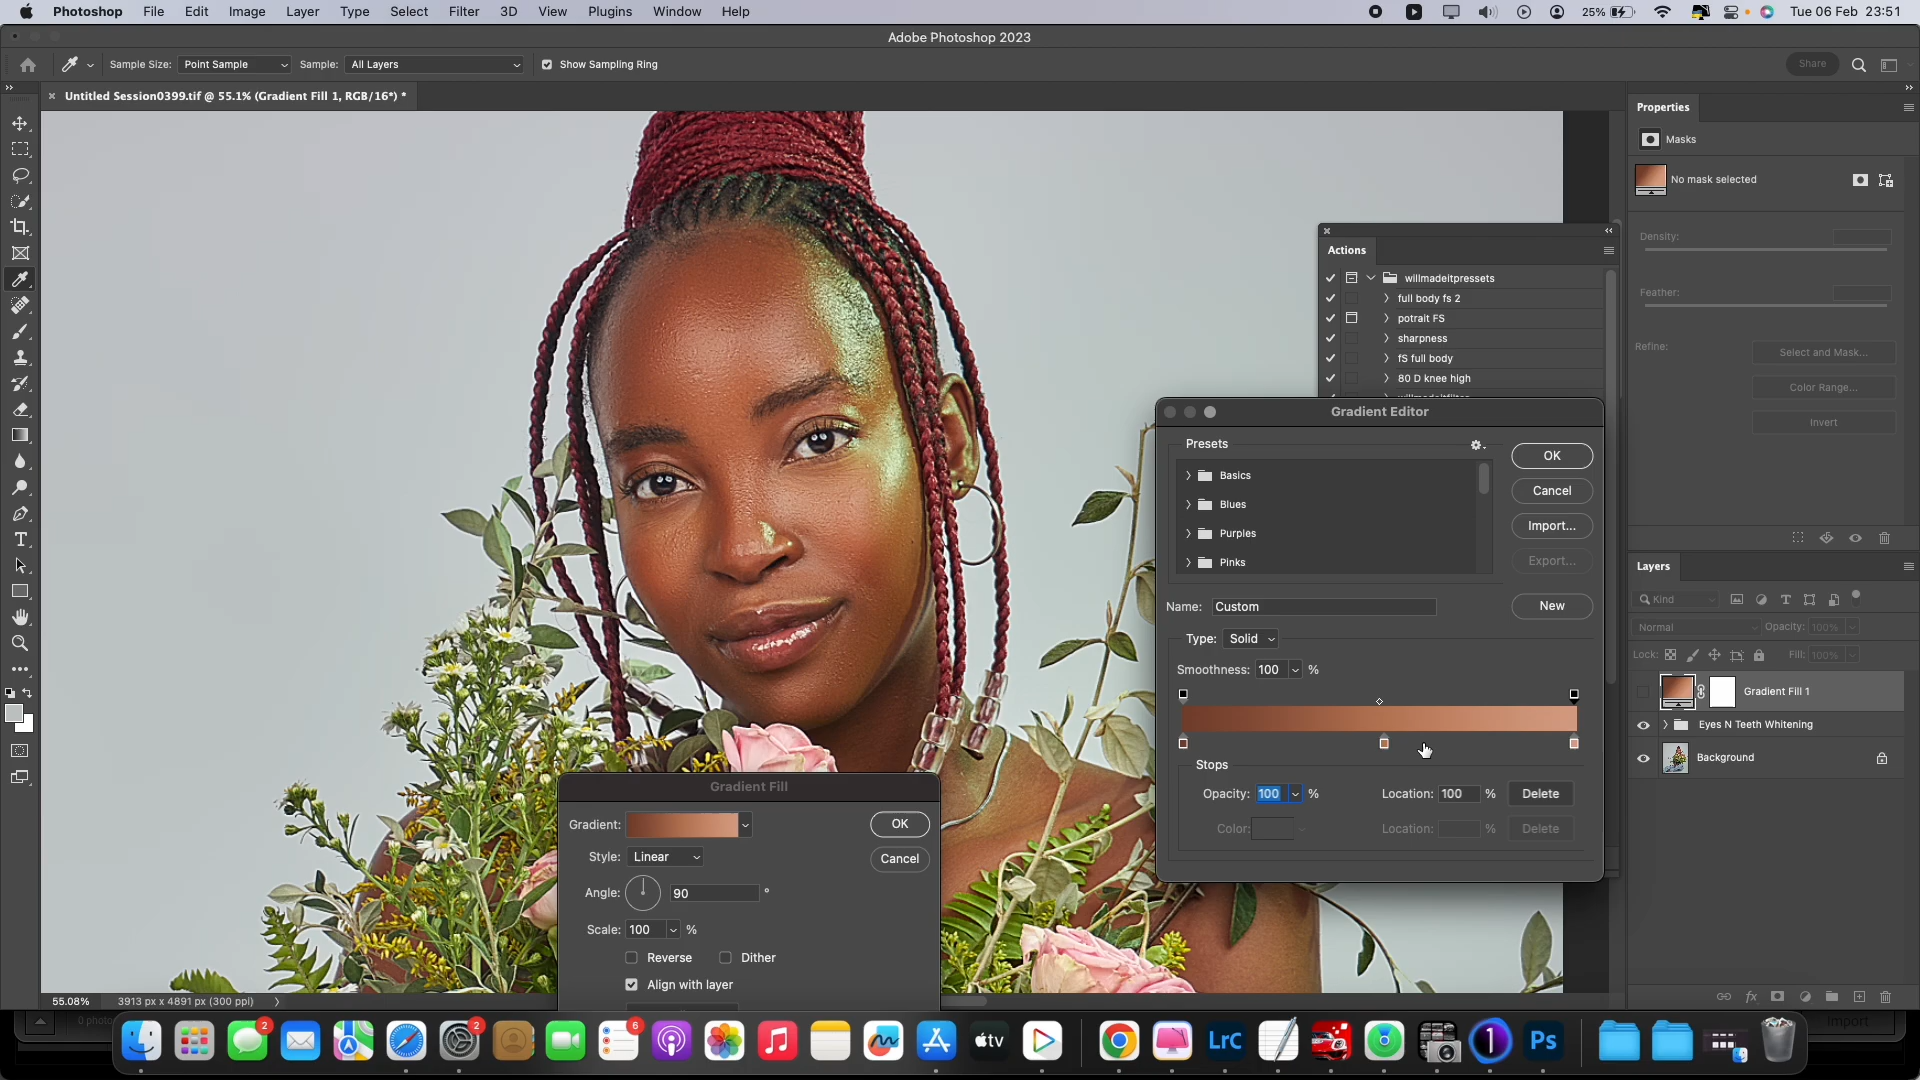 Photoshop File Edit Image Layer Type Select Filter 3D View Plugins Window Help 25% Tue 06 Feb 23:51
Adobe Photoshop 2023
Sample Size: Point Sample Sample: All Layers Show Sampling Ring Share
Untitled Session0399.tif @ 55.1% (Gradient Fill 1, RGB/16*) *
Properties
Masks
No mask selected
Density:
Feather:
Refine:
Select and Mask...
Color Range...
Invert
Actions
willmadeitpressets
full body fs 2
potrait FS
sharpness
fS full body
80 D knee high
Gradient Editor
Presets
Basics
Blues
Purples
Pinks
OK
Cancel
Import...
Export...
Name: Custom
New
Type: Solid
Smoothness: 100 %
Stops
Opacity: 100 % Location: 100 % Delete
Color: Location: % Delete
Gradient Fill
Gradient:
OK
Style: Linear
Cancel
Angle: 90 °
Scale: 100 %
Reverse Dither
Align with layer
Layers
Kind
Normal Opacity: 100%
Lock: Fill: 100%
Gradient Fill 1
Eyes N Teeth Whitening
Background
55.08% 3913 px x 4891 px (300 ppi)
Import
2
2
6
tv
LrC
Ps